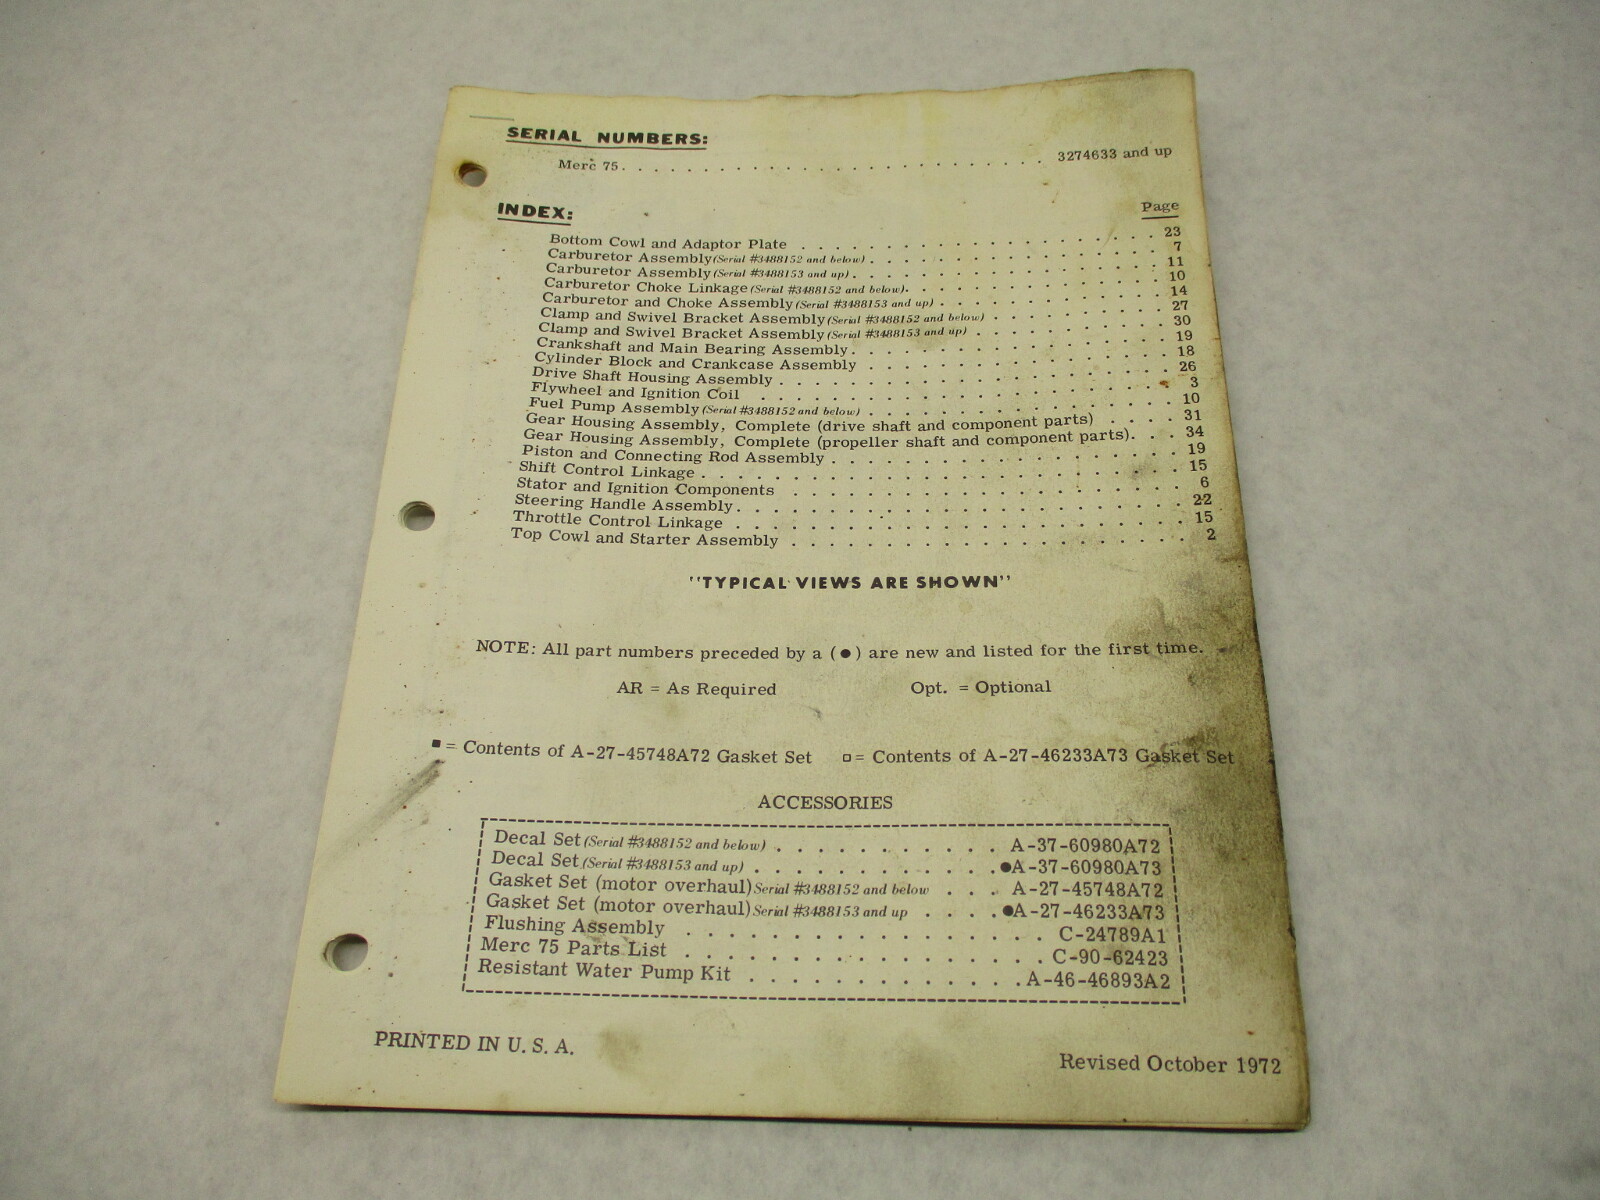 SERIAL NUMBERS:
Merc 75. . . . . . . . . . . . . . . . . . . . . . . . . . 3274633 and up
INDEX: Page
Bottom Cowl and Adaptor Plate . . . . . . . . . . . . . . . . . . . . 23
Carburetor Assembly (Serial #3488152 and below) . . . . . . . . . . . . . . . . . 7
Carburetor Assembly (Serial #3488153 and up) . . . . . . . . . . . . . . . . . . 11
Carburetor Choke Linkage (Serial #3488152 and below). . . . . . . . . . . . . . . 10
Carburetor and Choke Assembly (Serial #3488153 and up) . . . . . . . . . . . . . 14
Clamp and Swivel Bracket Assembly (Serial #3488152 and below) . . . . . . . . . . 27
Clamp and Swivel Bracket Assembly (Serial #3488153 and up) . . . . . . . . . . . 30
Crankshaft and Main Bearing Assembly. . . . . . . . . . . . . . . . . . 19
Cylinder Block and Crankcase Assembly . . . . . . . . . . . . . . . . . 18
Drive Shaft Housing Assembly . . . . . . . . . . . . . . . . . . . . . 26
Flywheel and Ignition Coil . . . . . . . . . . . . . . . . . . . . . . 3
Fuel Pump Assembly (Serial #3488152 and below) . . . . . . . . . . . . . . . . . 10
Gear Housing Assembly, Complete (drive shaft and component parts) . . . . 31
Gear Housing Assembly, Complete (propeller shaft and component parts). . . 34
Piston and Connecting Rod Assembly . . . . . . . . . . . . . . . . . . . 19
Shift Control Linkage . . . . . . . . . . . . . . . . . . . . . . . . 15
Stator and Ignition Components . . . . . . . . . . . . . . . . . . . . 6
Steering Handle Assembly. . . . . . . . . . . . . . . . . . . . . . . 22
Throttle Control Linkage . . . . . . . . . . . . . . . . . . . . . . . 15
Top Cowl and Starter Assembly . . . . . . . . . . . . . . . . . . . . 2
"TYPICAL VIEWS ARE SHOWN"
NOTE: All part numbers preceded by a (●) are new and listed for the first time.
AR = As Required Opt. = Optional
■ = Contents of A-27-45748A72 Gasket Set □ = Contents of A-27-46233A73 Gasket Set
ACCESSORIES
Decal Set (Serial #3488152 and below) . . . . . . . . . . . A-37-60980A72
Decal Set (Serial #3488153 and up) . . . . . . . . . . . . ●A-37-60980A73
Gasket Set (motor overhaul) Serial #3488152 and below . . . A-27-45748A72
Gasket Set (motor overhaul) Serial #3488153 and up . . . . ●A-27-46233A73
Flushing Assembly . . . . . . . . . . . . . . . . . C-24789A1
Merc 75 Parts List . . . . . . . . . . . . . . . . . C-90-62423
Resistant Water Pump Kit . . . . . . . . . . . . . A-46-46893A2
PRINTED IN U. S. A.
Revised October 1972